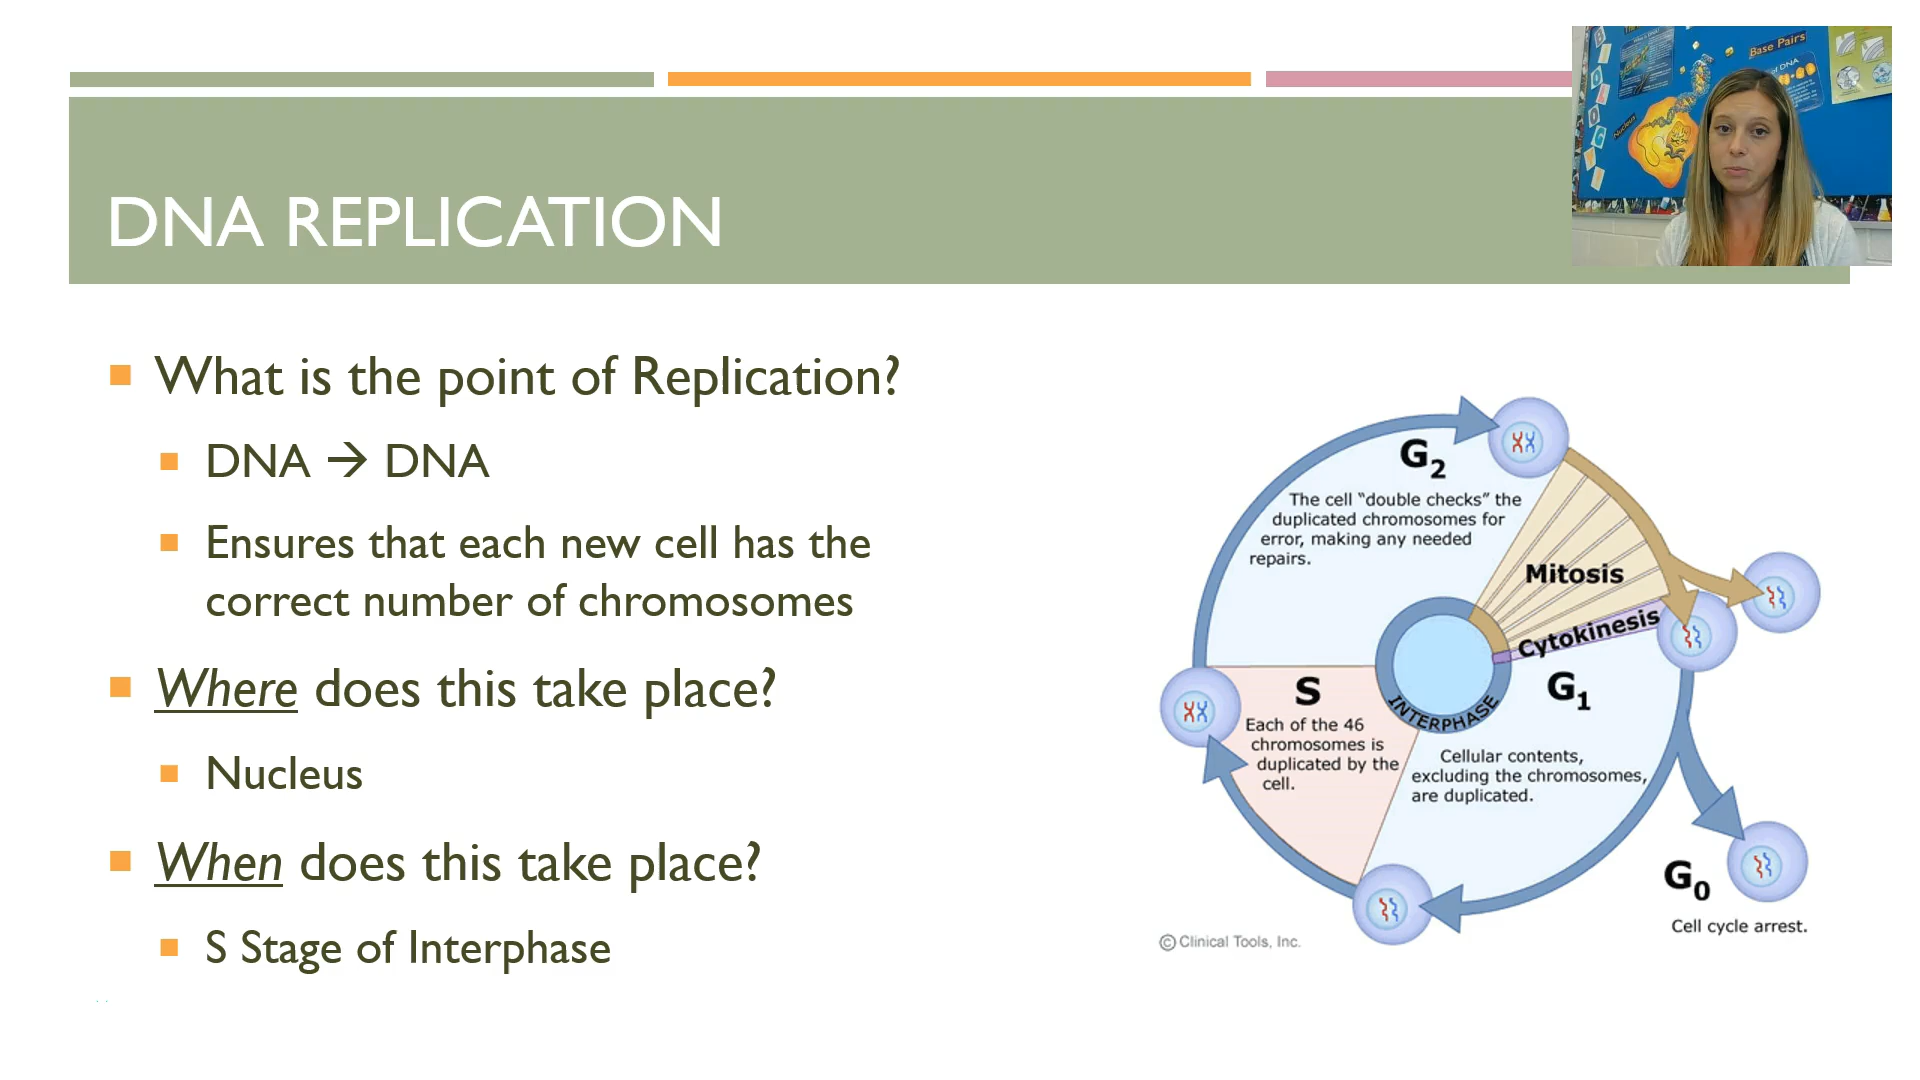 DNA REPLICATION
What is the point of Replication?
DNA → DNA
Ensures that each new cell has the
correct number of chromosomes
Where does this take place?
Nucleus
When does this take place?
S Stage of Interphase
G2
The cell “double checks” the
duplicated chromosomes for
error, making any needed
repairs.
Mitosis
Cytokinesis
S
Each of the 46
chromosomes is
duplicated by the
cell.
INTERPHASE
G1
Cellular contents,
excluding the chromosomes,
are duplicated.
G0
Cell cycle arrest.
© Clinical Tools, Inc.
Base Pairs
Nucleus